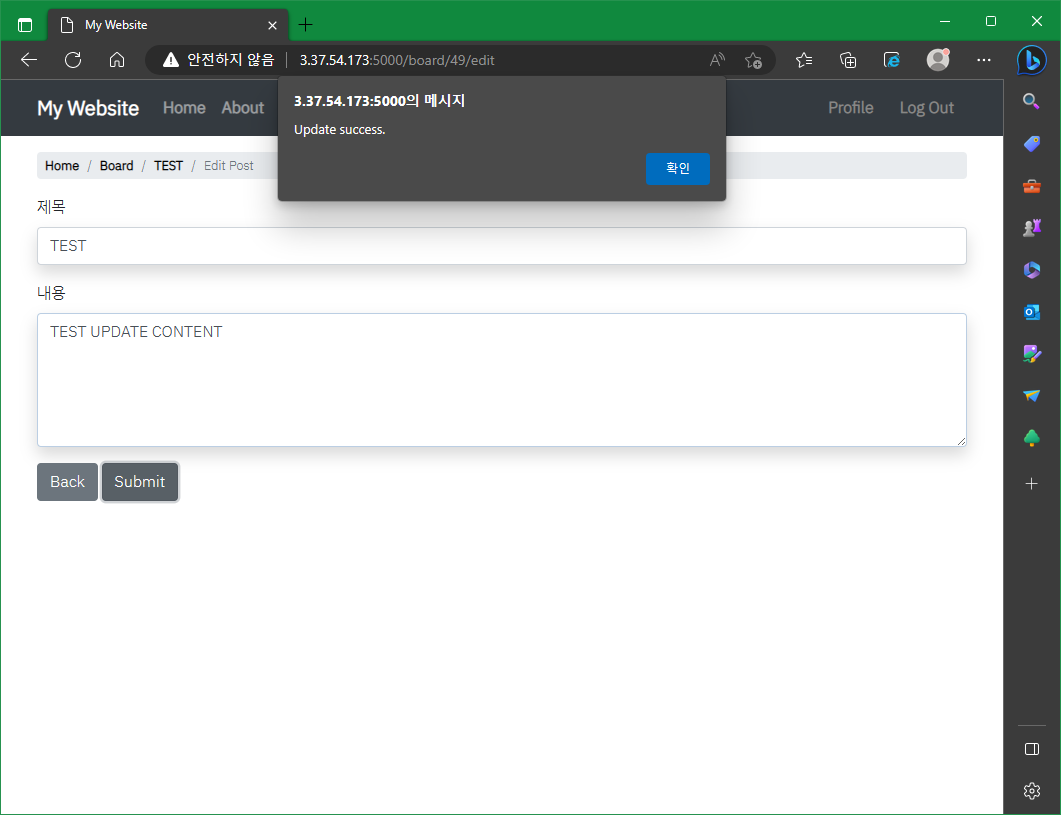 My Website
안전하지 않음 3.37.54.173:5000/board/49/edit
3.37.54.173:5000의 메시지
Update success.
확인
My Website Home About Profile Log Out
Home / Board / TEST / Edit Post
제목
TEST
내용
TEST UPDATE CONTENT
Back Submit